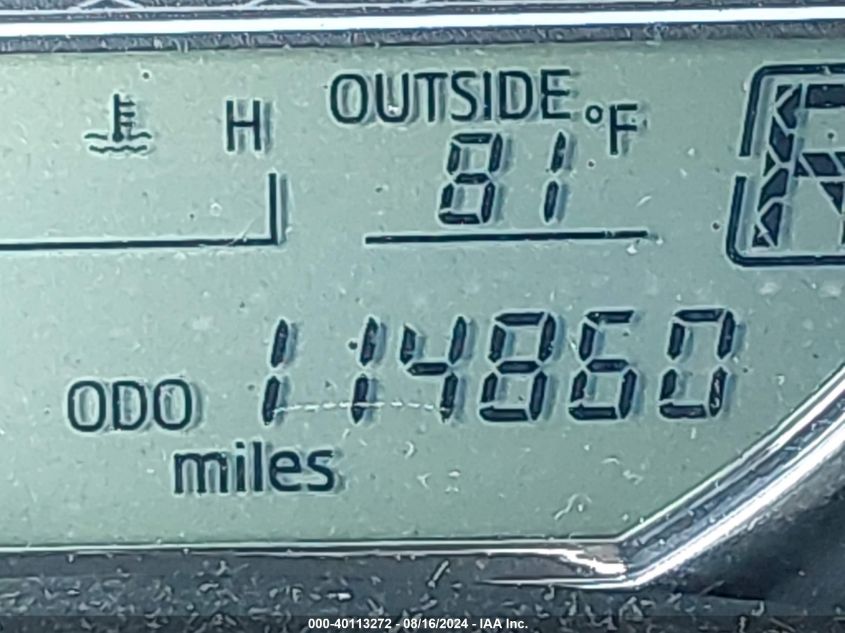 H
OUTSIDE °F
81
ODO 114860
miles
000-40113272 - 08/16/2024 - IAA Inc.